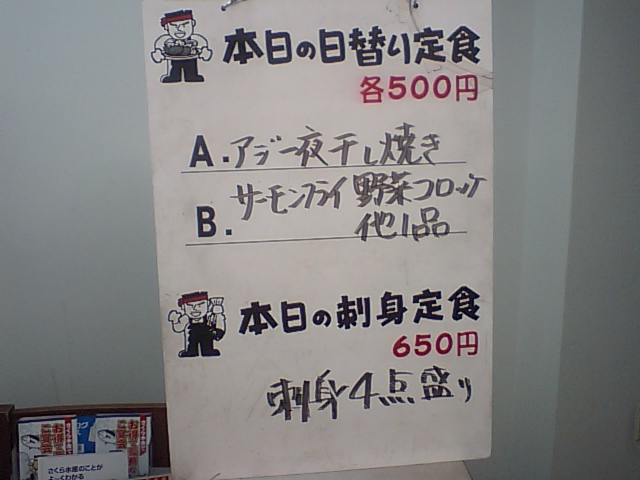 本日の日替り定食
各500円
A.アジ一夜干し焼き
サーモンフライ 野菜コロッケ
B. 他1品
本日の刺身定食
650円
刺身4点盛り
さくら水産のことが
よ〜くわかる